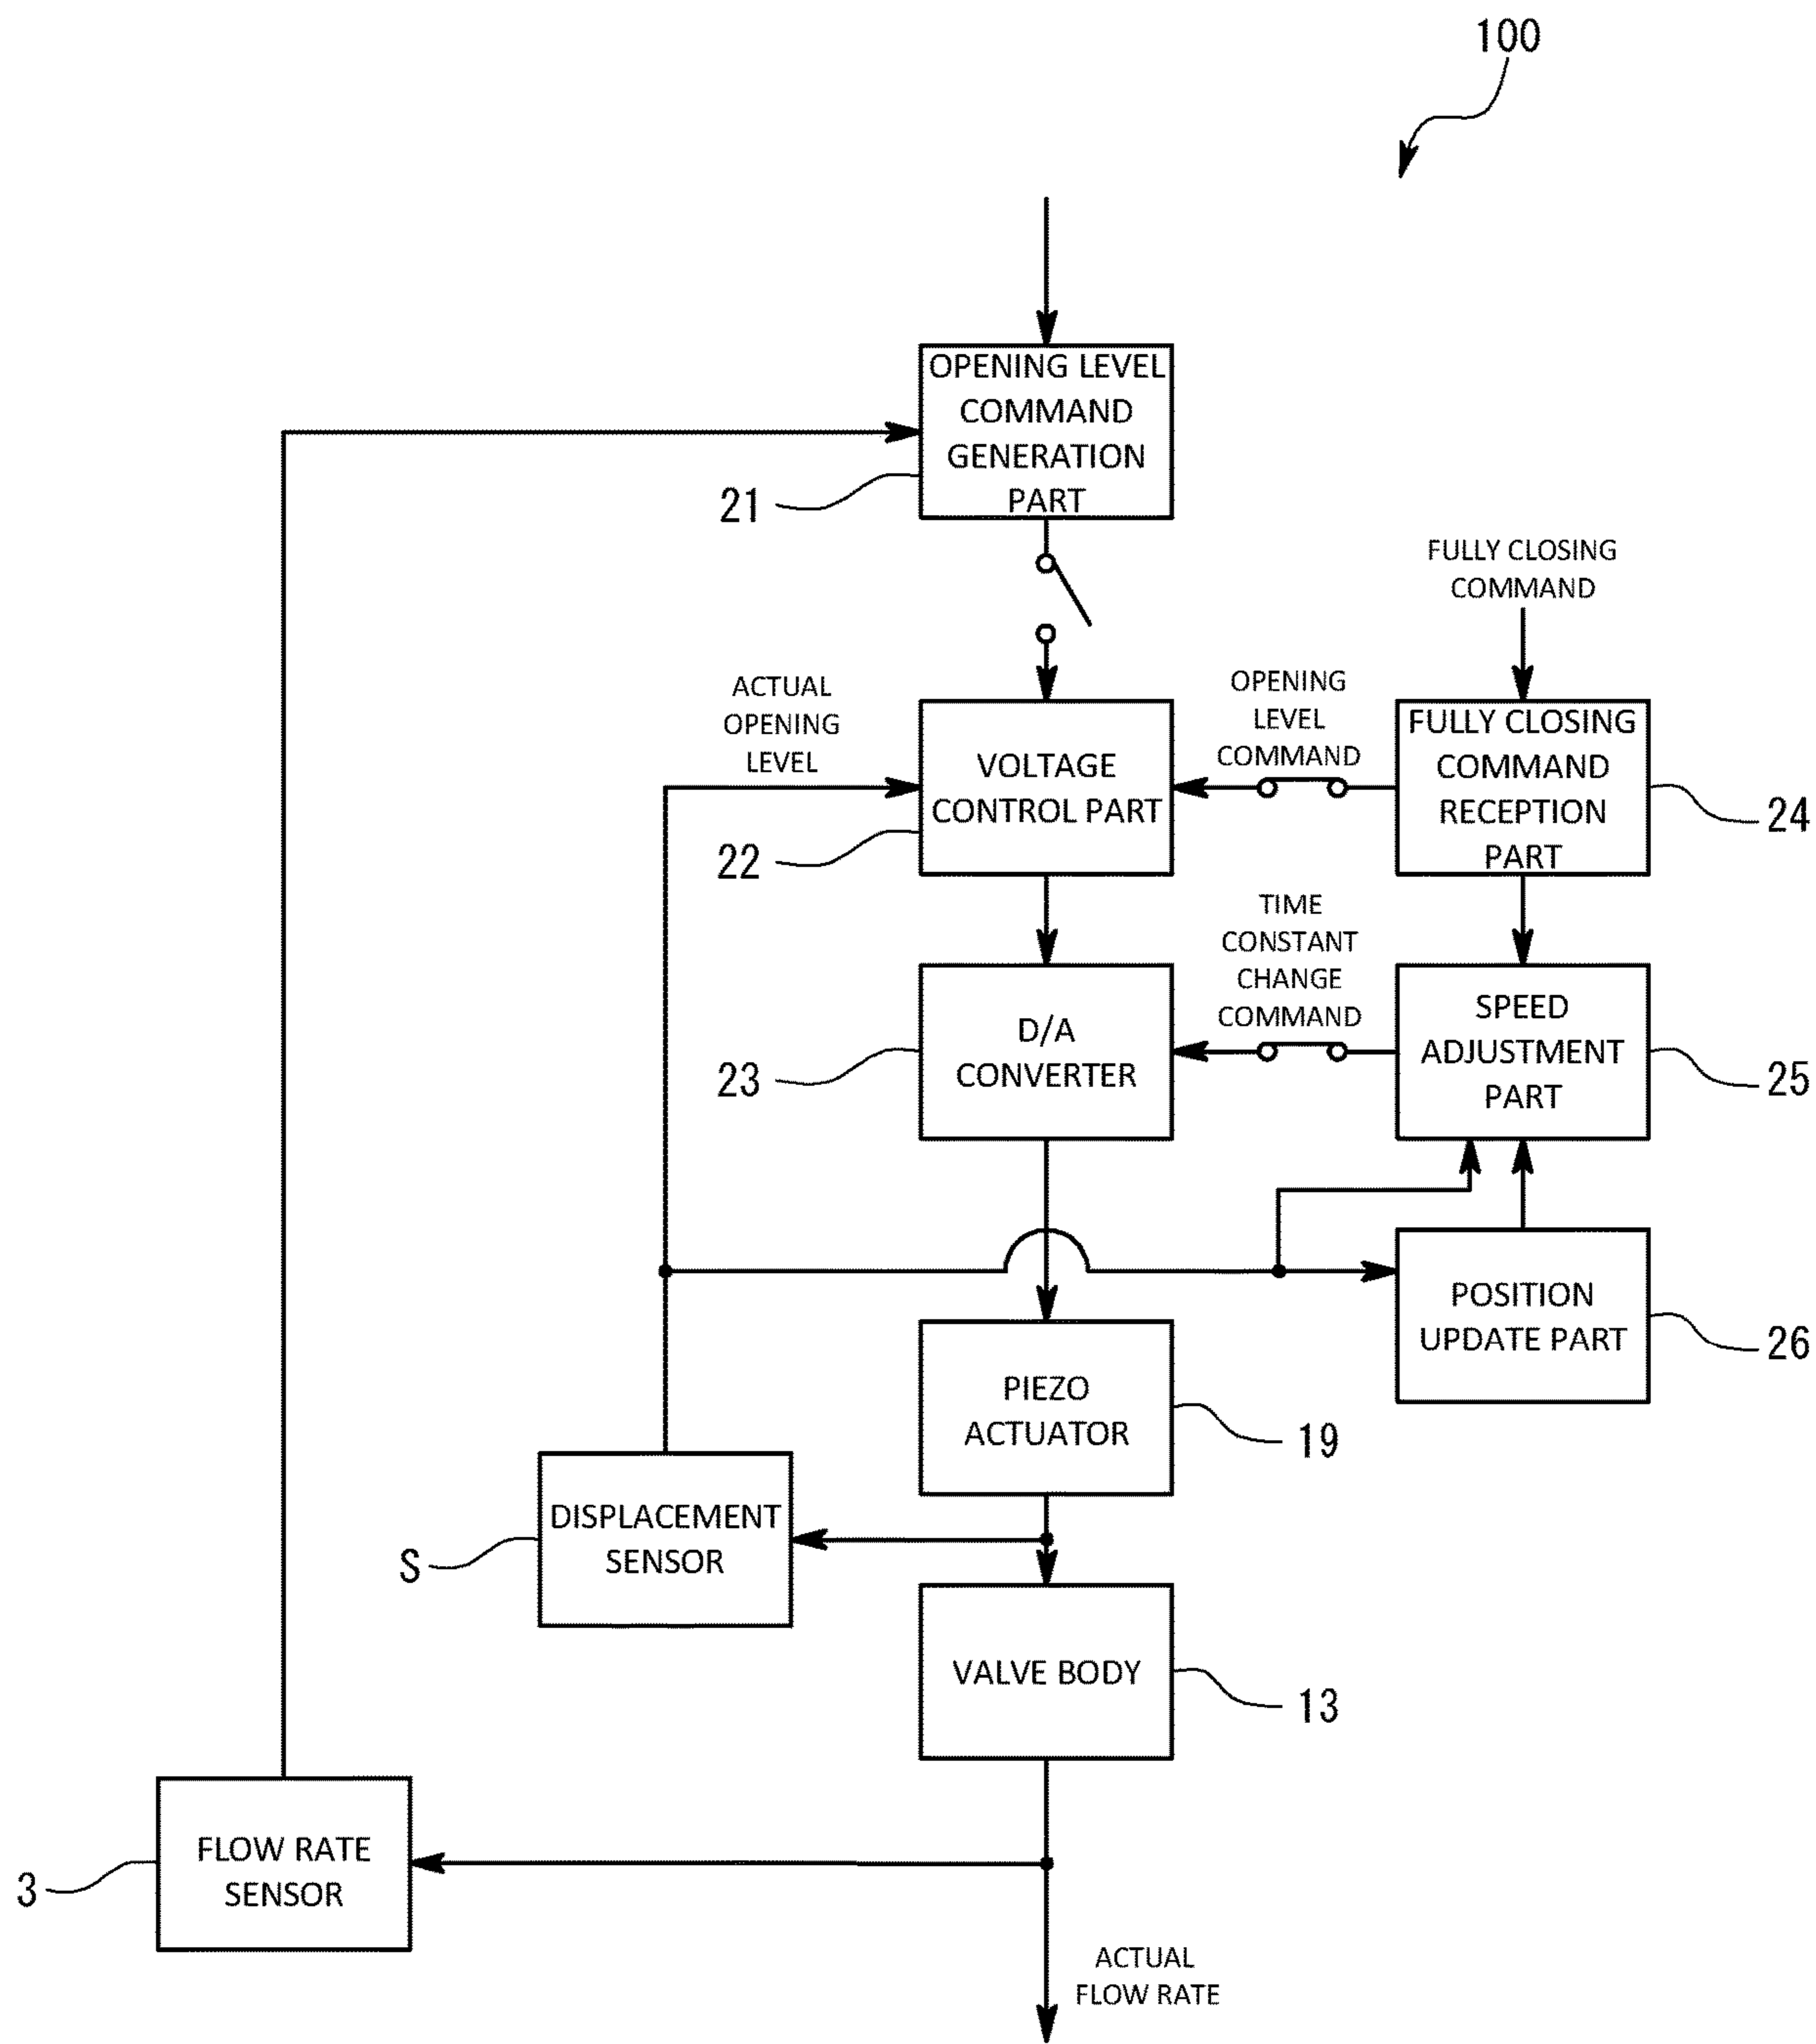 100
OPENING LEVEL
COMMAND
GENERATION
PART
21
FULLY CLOSING
COMMAND
ACTUAL
OPENING
LEVEL
VOLTAGE
CONTROL PART
22
OPENING
LEVEL
COMMAND
FULLY CLOSING
COMMAND
RECEPTION
PART
24
D/A
CONVERTER
23
TIME
CONSTANT
CHANGE
COMMAND
SPEED
ADJUSTMENT
PART
25
POSITION
UPDATE PART
26
PIEZO
ACTUATOR
19
DISPLACEMENT
SENSOR
S
VALVE BODY
13
FLOW RATE
SENSOR
3
ACTUAL
FLOW RATE